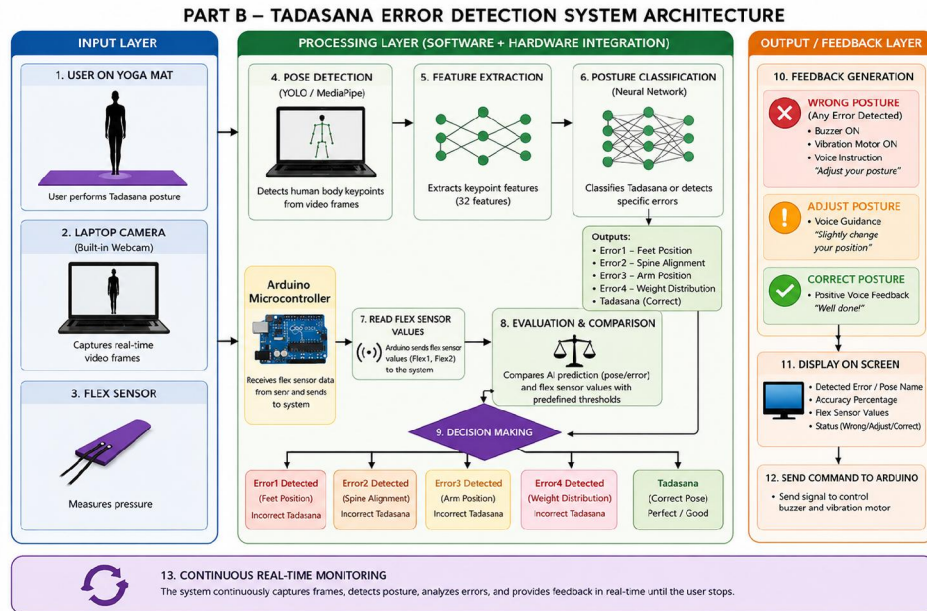 PART B – TADASANA ERROR DETECTION SYSTEM ARCHITECTURE
INPUT LAYER
1. USER ON YOGA MAT
User performs Tadasana posture
2. LAPTOP CAMERA
(Built-in Webcam)
Captures real-time
video frames
3. FLEX SENSOR
Measures pressure
PROCESSING LAYER (SOFTWARE + HARDWARE INTEGRATION)
4. POSE DETECTION
(YOLO / MediaPipe)
Detects human body keypoints
from video frames
5. FEATURE EXTRACTION
Extracts keypoint features
(32 features)
6. POSTURE CLASSIFICATION
(Neural Network)
Classifies Tadasana or detects
specific errors
Outputs:
• Error1 – Feet Position
• Error2 – Spine Alignment
• Error3 – Arm Position
• Error4 – Weight Distribution
• Tadasana (Correct)
Arduino
Microcontroller
Receives flex sensor data
from senr and sends
to system
7. READ FLEX SENSOR
VALUES
Arduino sends flex sensor
values (Flex1, Flex2)
to the system
8. EVALUATION & COMPARISON
Compares AI prediction (pose/error)
and flex sensor values with
predefined thresholds
9. DECISION MAKING
Error1 Detected
(Feet Position)
Incorrect Tadasana
Error2 Detected
(Spine Alignment)
Incorrect Tadasana
Error3 Detected
(Arm Position)
Incorrect Tadasana
Error4 Detected
(Weight Distribution)
Incorrect Tadasana
Tadasana
(Correct Pose)
Perfect / Good
OUTPUT / FEEDBACK LAYER
10. FEEDBACK GENERATION
WRONG POSTURE
(Any Error Detected)
• Buzzer ON
• Vibration Motor ON
• Voice Instruction
"Adjust your posture"
ADJUST POSTURE
• Voice Guidance
"Slightly change
your position"
CORRECT POSTURE
• Positive Voice Feedback
"Well done!"
11. DISPLAY ON SCREEN
• Detected Error / Pose Name
• Accuracy Percentage
• Flex Sensor Values
• Status (Wrong/Adjust/Correct)
12. SEND COMMAND TO ARDUINO
• Send signal to control
buzzer and vibration motor
13. CONTINUOUS REAL-TIME MONITORING
The system continuously captures frames, detects posture, analyzes errors, and provides feedback in real-time until the user stops.